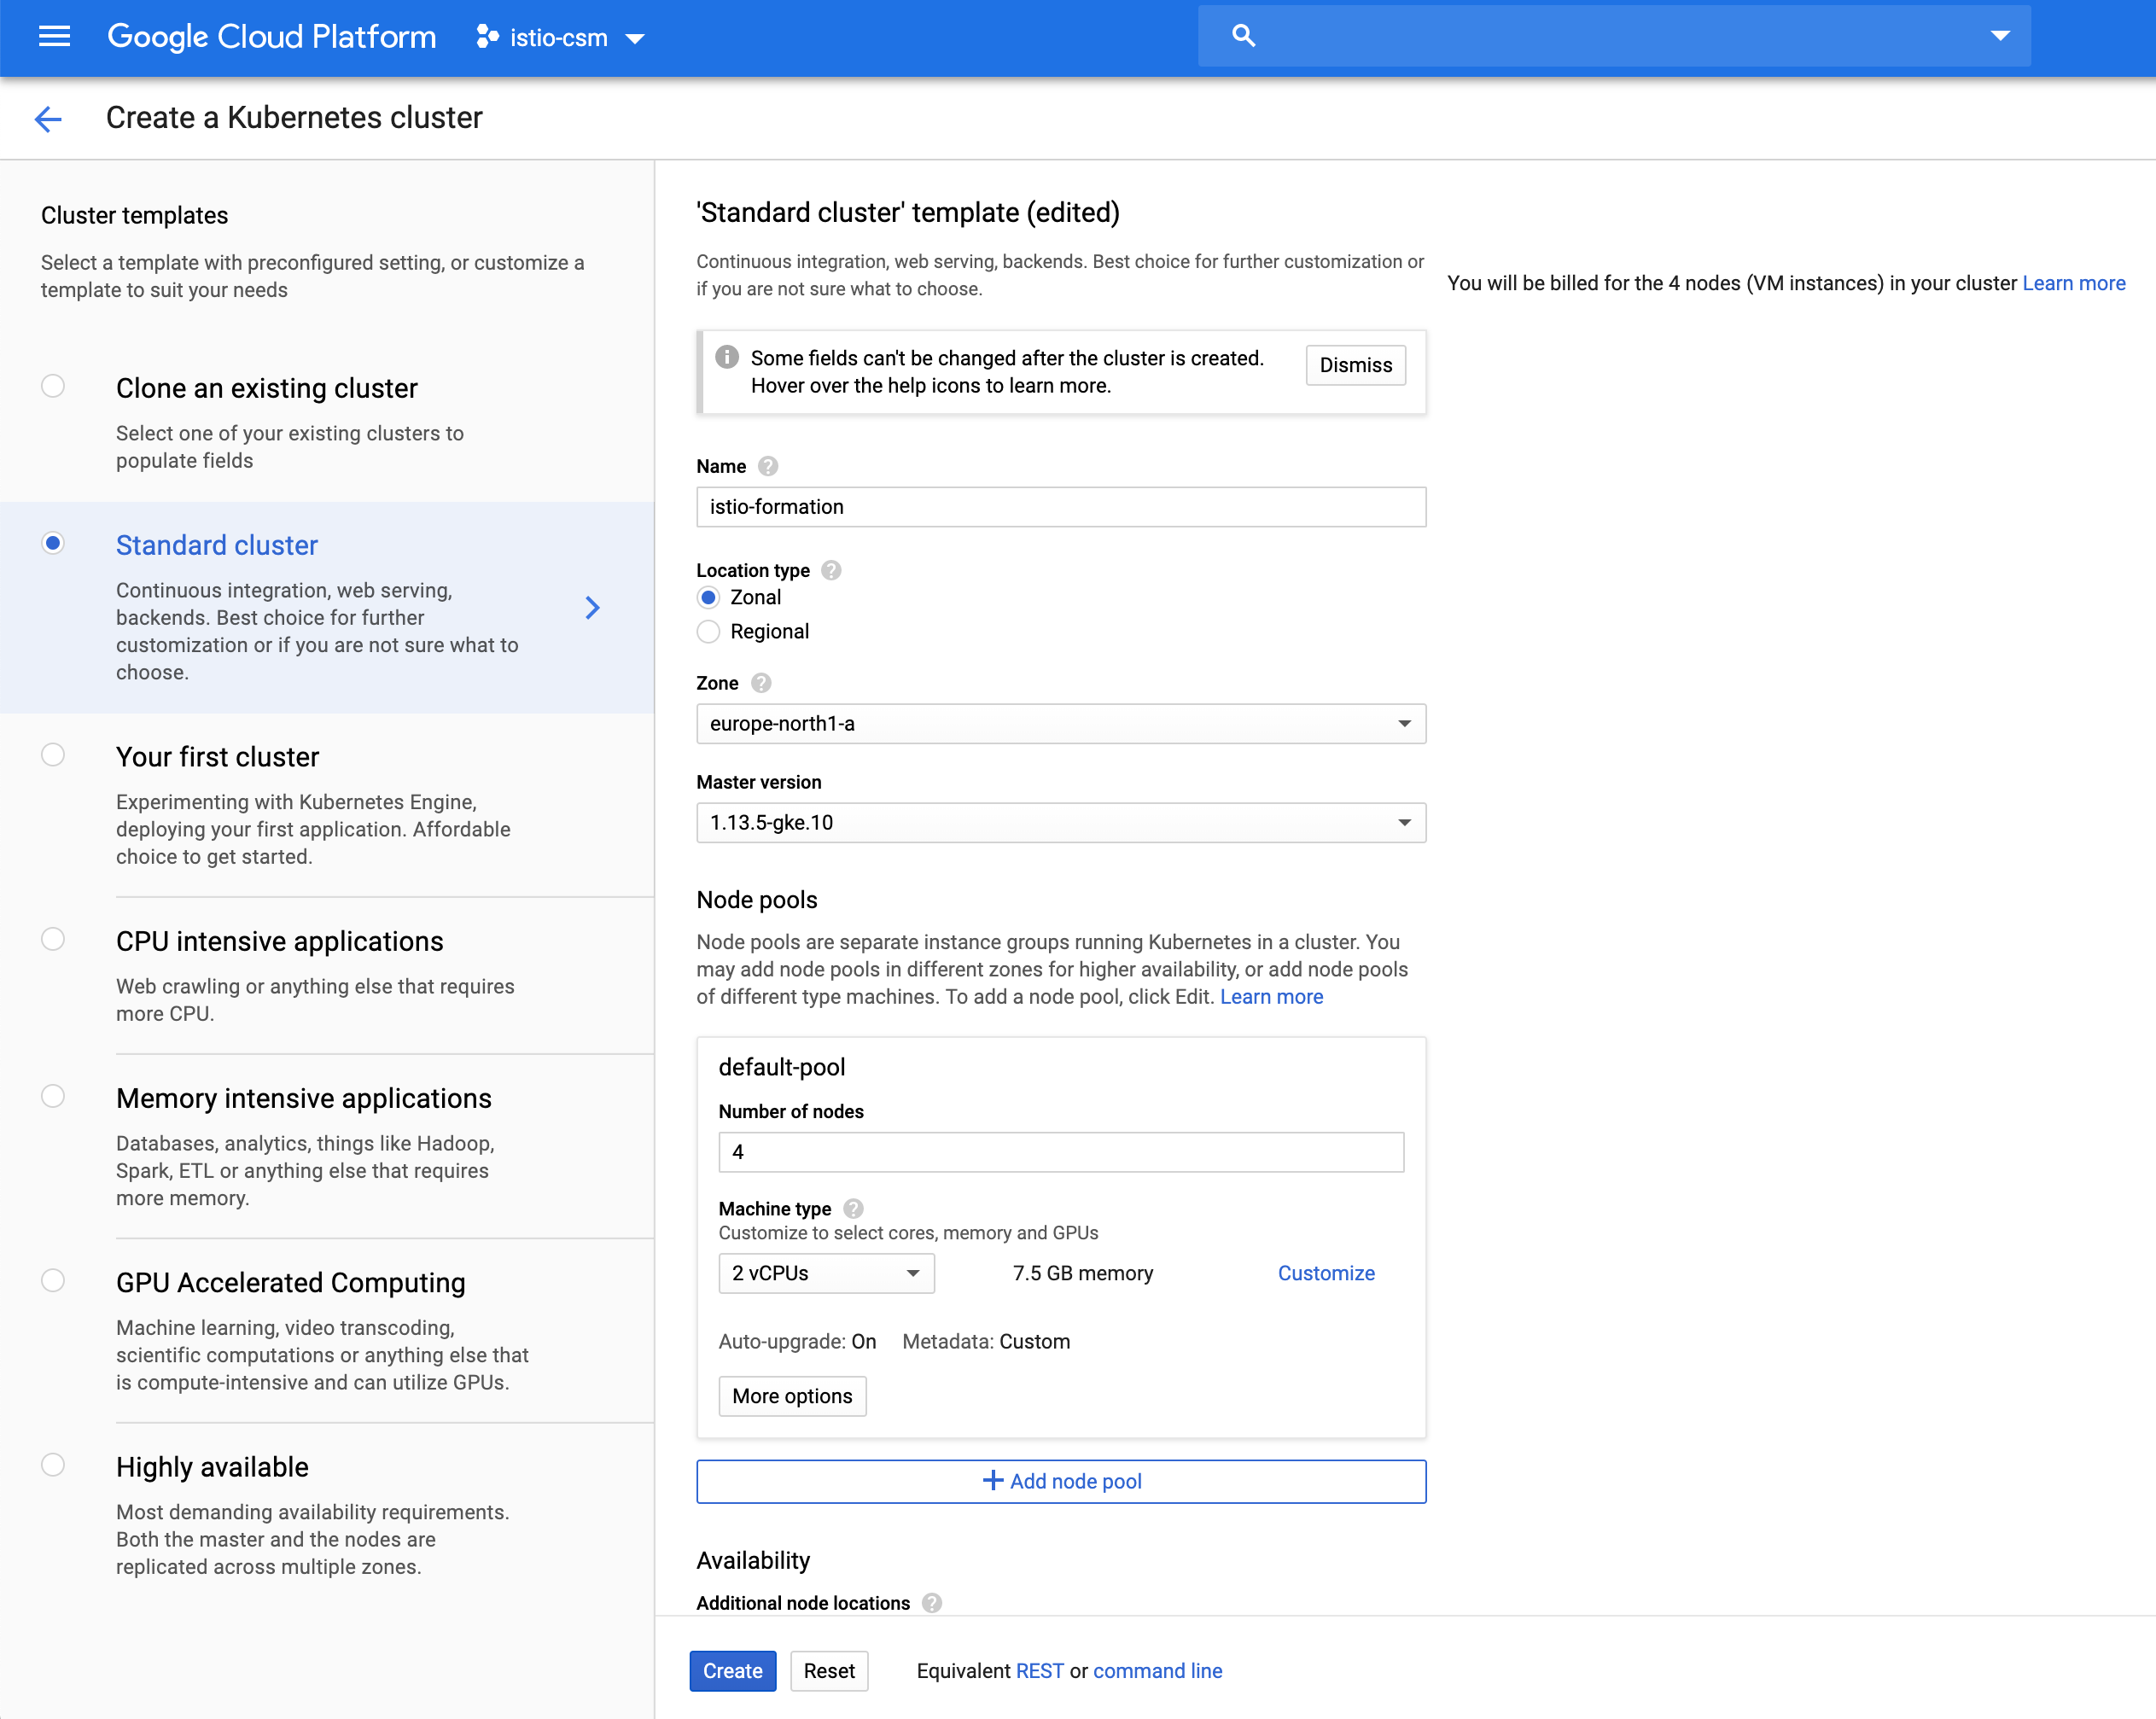 Google Cloud Platform
istio-csm
Create a Kubernetes cluster
Cluster templates
Select a template with preconfigured setting, or customize a
template to suit your needs
Clone an existing cluster
Select one of your existing clusters to
populate fields
Standard cluster
Continuous integration, web serving,
backends. Best choice for further
customization or if you are not sure what to
choose.
Your first cluster
Experimenting with Kubernetes Engine,
deploying your first application. Affordable
choice to get started.
CPU intensive applications
Web crawling or anything else that requires
more CPU.
Memory intensive applications
Databases, analytics, things like Hadoop,
Spark, ETL or anything else that requires
more memory.
GPU Accelerated Computing
Machine learning, video transcoding,
scientific computations or anything else that
is compute-intensive and can utilize GPUs.
Highly available
Most demanding availability requirements.
Both the master and the nodes are
replicated across multiple zones.
'Standard cluster' template (edited)
Continuous integration, web serving, backends. Best choice for further customization or
if you are not sure what to choose.
You will be billed for the 4 nodes (VM instances) in your cluster Learn more
Some fields can't be changed after the cluster is created.
Hover over the help icons to learn more.
Dismiss
Name ?
istio-formation
Location type ?
Zonal
Regional
Zone ?
europe-north1-a
Master version
1.13.5-gke.10
Node pools
Node pools are separate instance groups running Kubernetes in a cluster. You
may add node pools in different zones for higher availability, or add node pools
of different type machines. To add a node pool, click Edit. Learn more
default-pool
Number of nodes
4
Machine type ?
Customize to select cores, memory and GPUs
2 vCPUs
7.5 GB memory
Customize
Auto-upgrade: On Metadata: Custom
More options
+ Add node pool
Availability
Additional node locations ?
Create
Reset
Equivalent REST or command line